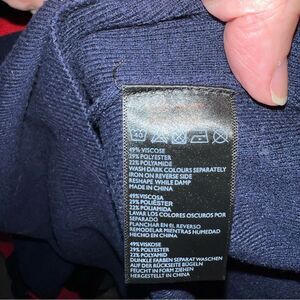 40
49% VISCOSE
29% POLYESTER
22% POLYAMIDE
WASH DARK COLOURS SEPARATELY
IRON ON REVERSE SIDE
RESHAPE WHILE DAMP
MADE IN CHINA
49%VISCOSA
29% POLIÉSTER
22% POLIAMIDA
LAVAR LOS COLORES OSCUROS POR
SEPARADO
PLANCHAR EN EL REVERSO
REMODELAR MIENTRAS HUMEDAD
HECHO EN CHINA
49%VISKOSE
29% POLYESTER
22% POLYAMID
DUNKLE FARBEN SEPARAT WASCHEN
AUF DER RÜCKSEITE BÜGELN
FEUCHT IN FORM ZIEHEN
HERGESTELLT IN CHINA